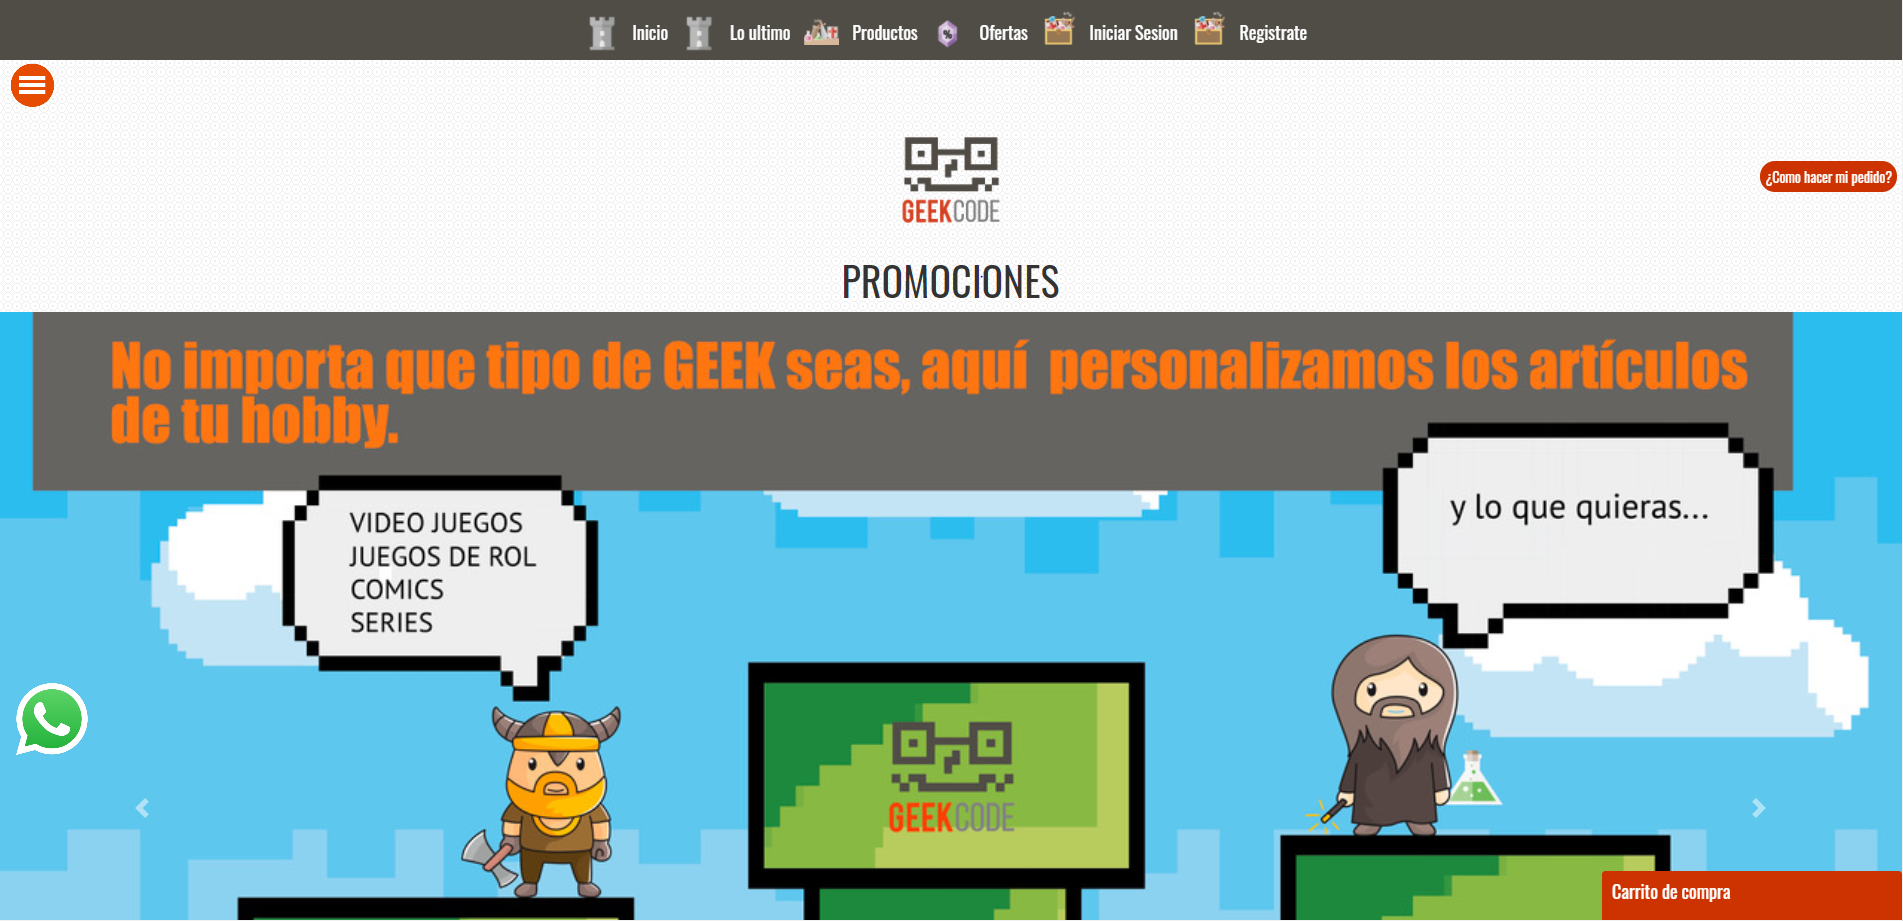 Inicio Lo ultimo Productos % Ofertas Iniciar Sesion Registrate
GEEKCODE
¿Como hacer mi pedido?
PROMOCIONES
No importa que tipo de GEEK seas, aquí personalizamos los artículos
de tu hobby.
VIDEO JUEGOS
JUEGOS DE ROL
COMICS
SERIES
y lo que quieras...
GEEKCODE
Carrito de compra